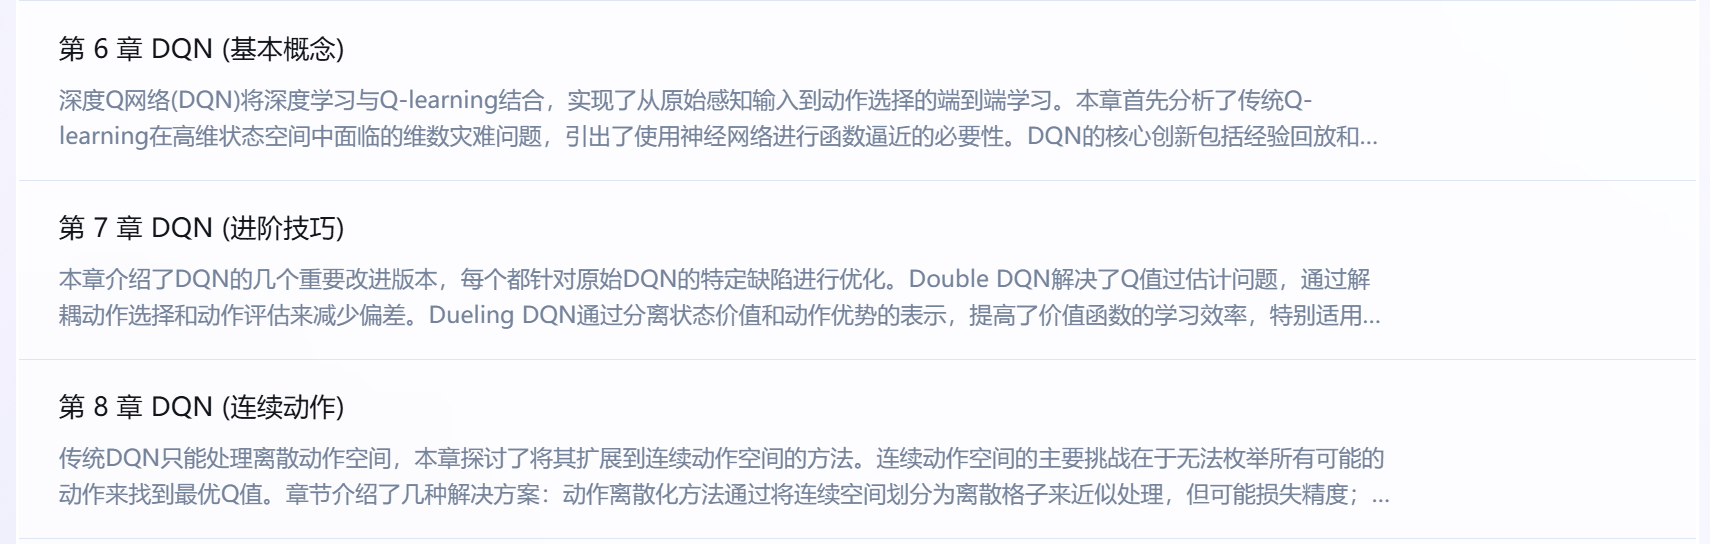 第 6 章 DQN (基本概念)
深度Q网络(DQN)将深度学习与Q-learning结合，实现了从原始感知输入到动作选择的端到端学习。本章首先分析了传统Q-
learning在高维状态空间中面临的维数灾难问题，引出了使用神经网络进行函数逼近的必要性。DQN的核心创新包括经验回放和...
第 7 章 DQN (进阶技巧)
本章介绍了DQN的几个重要改进版本，每个都针对原始DQN的特定缺陷进行优化。Double DQN解决了Q值过估计问题，通过解
耦动作选择和动作评估来减少偏差。Dueling DQN通过分离状态价值和动作优势的表示，提高了价值函数的学习效率，特别适用...
第 8 章 DQN (连续动作)
传统DQN只能处理离散动作空间，本章探讨了将其扩展到连续动作空间的方法。连续动作空间的主要挑战在于无法枚举所有可能的
动作来找到最优Q值。章节介绍了几种解决方案：动作离散化方法通过将连续空间划分为离散格子来近似处理，但可能损失精度；...